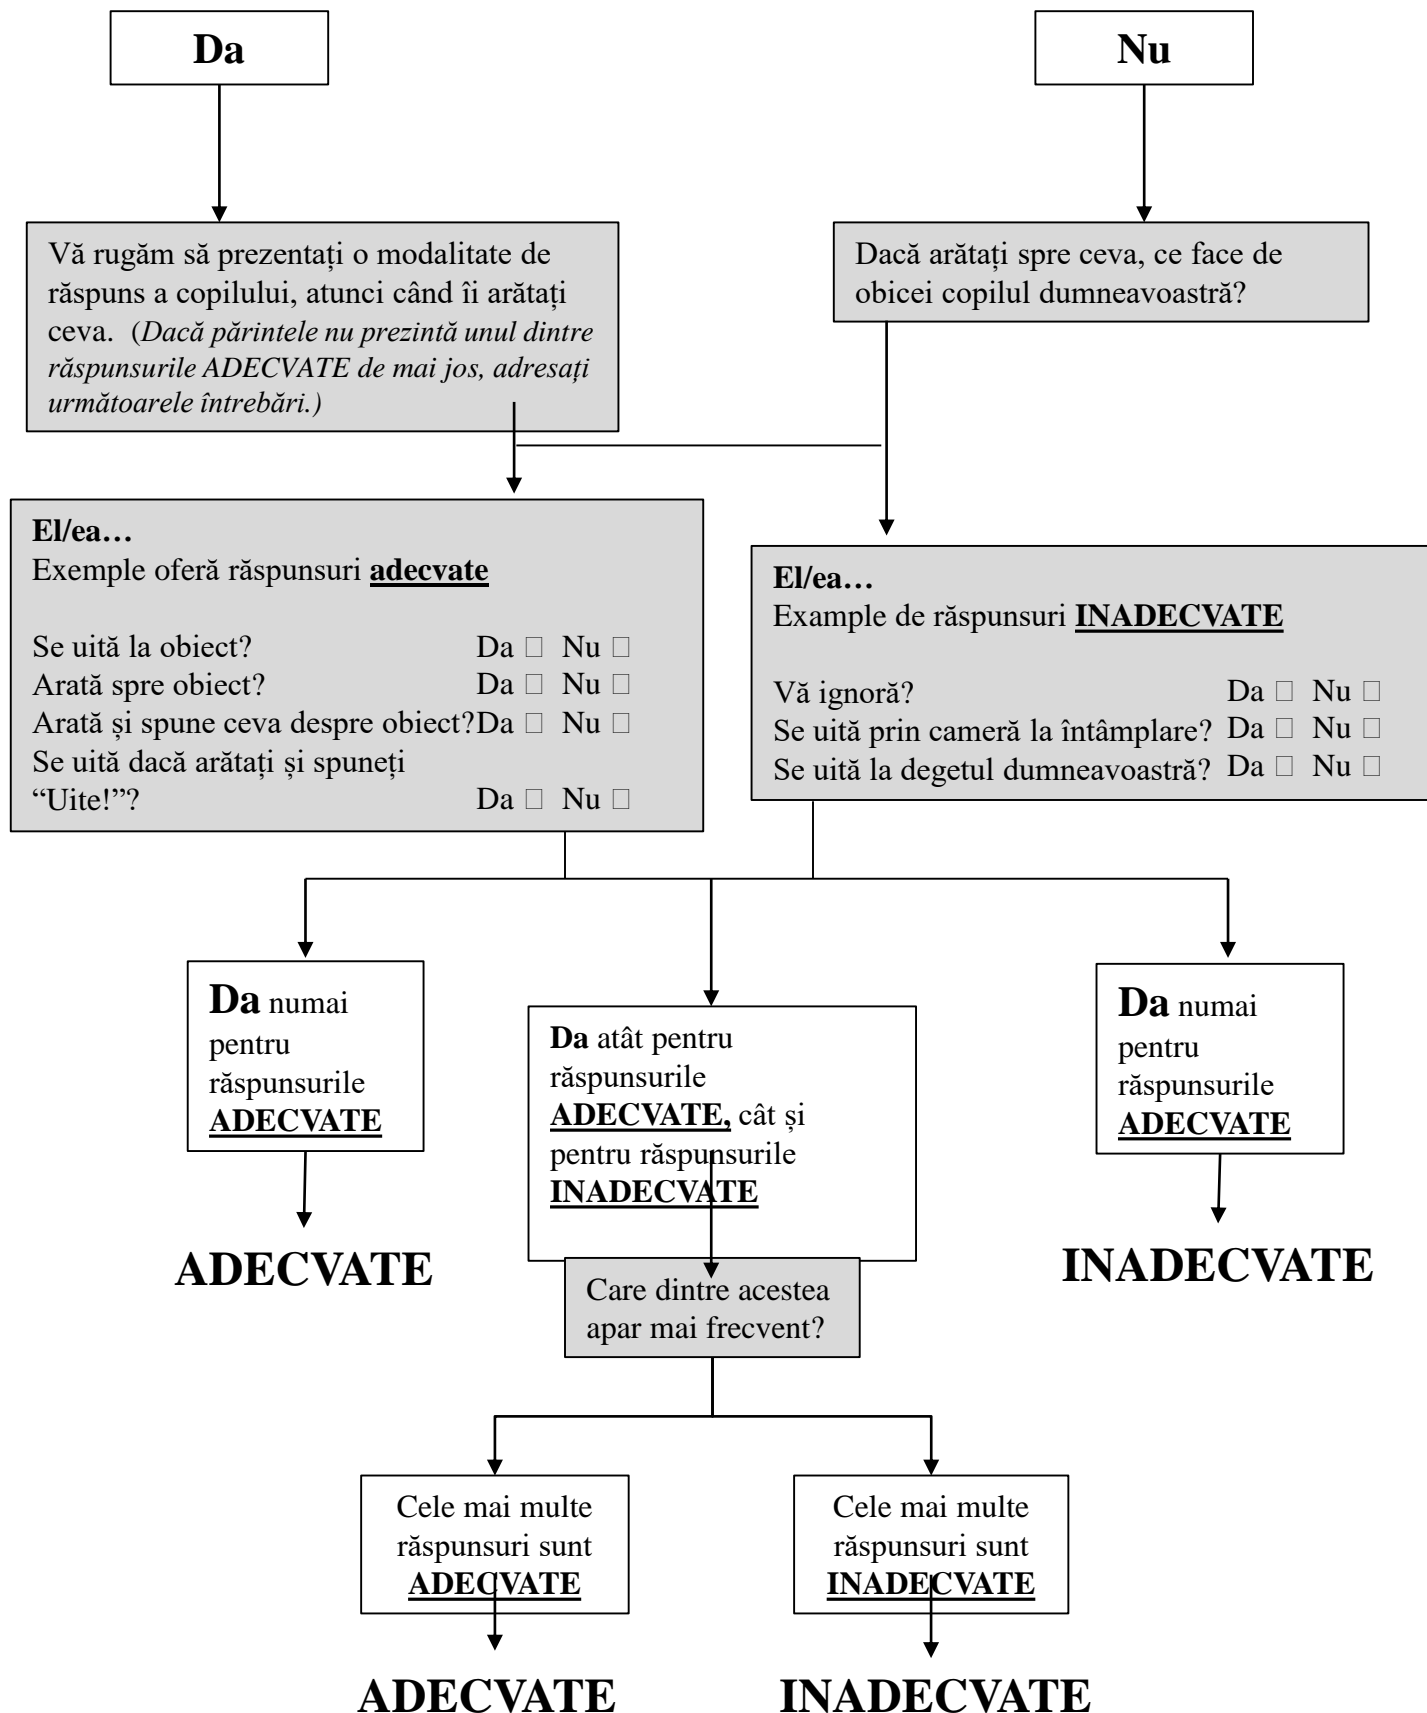 Da
Nu
Vă rugăm să prezentați o modalitate de
răspuns a copilului, atunci când îi arătați
ceva. (Dacă părintele nu prezintă unul dintre
răspunsurile ADECVATE de mai jos, adresați
următoarele întrebări.)
Dacă arătați spre ceva, ce face de
obicei copilul dumneavoastră?
El/ea…
Exemple oferă răspunsuri adecvate
Se uită la obiect? Da □ Nu □
Arată spre obiect? Da □ Nu □
Arată și spune ceva despre obiect?Da □ Nu □
Se uită dacă arătați și spuneți
“Uite!”? Da □ Nu □
El/ea…
Example de răspunsuri INADECVATE
Vă ignoră? Da □ Nu □
Se uită prin cameră la întâmplare? Da □ Nu □
Se uită la degetul dumneavoastră? Da □ Nu □
Da numai
pentru
răspunsurile
ADECVATE
Da atât pentru
răspunsurile
ADECVATE, cât și
pentru răspunsurile
INADECVATE
Da numai
pentru
răspunsurile
ADECVATE
ADECVATE
INADECVATE
Care dintre acestea
apar mai frecvent?
Cele mai multe
răspunsuri sunt
ADECVATE
Cele mai multe
răspunsuri sunt
INADECVATE
ADECVATE
INADECVATE